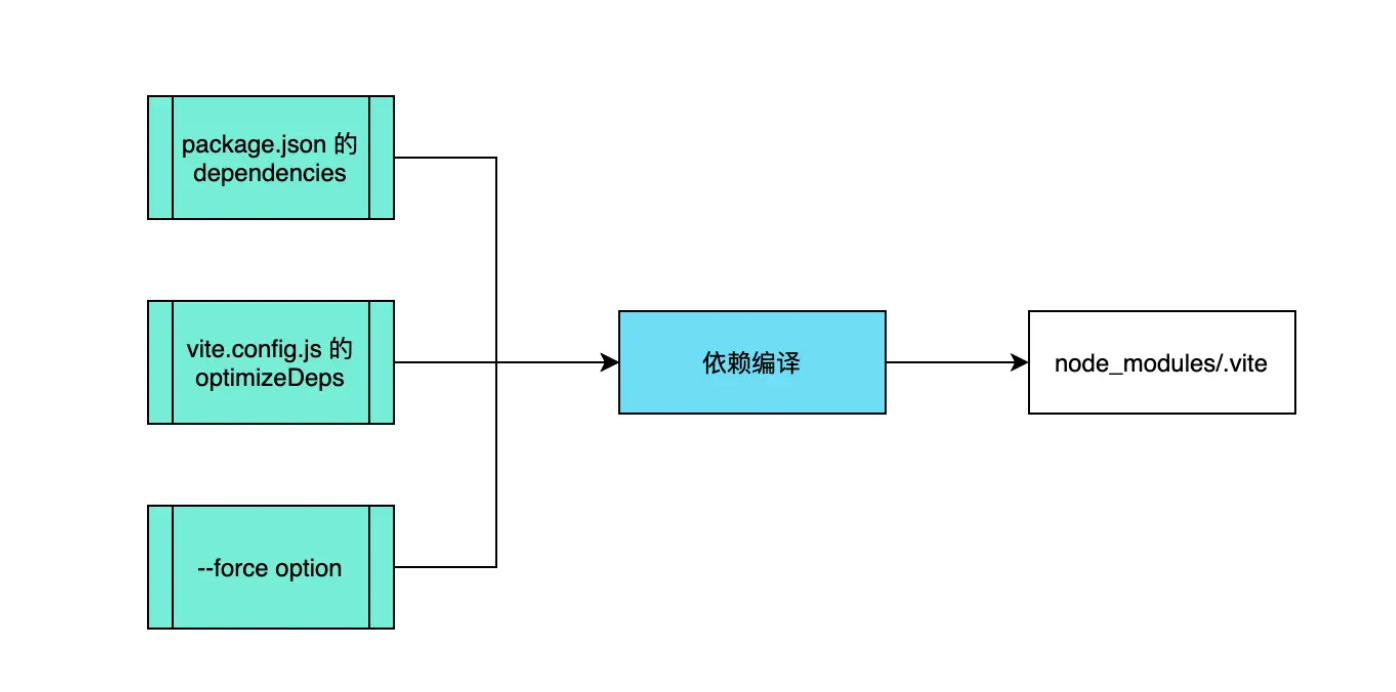 package.json 的
dependencies
vite.config.js 的
optimizeDeps
--force option
依赖编译
node_modules/.vite